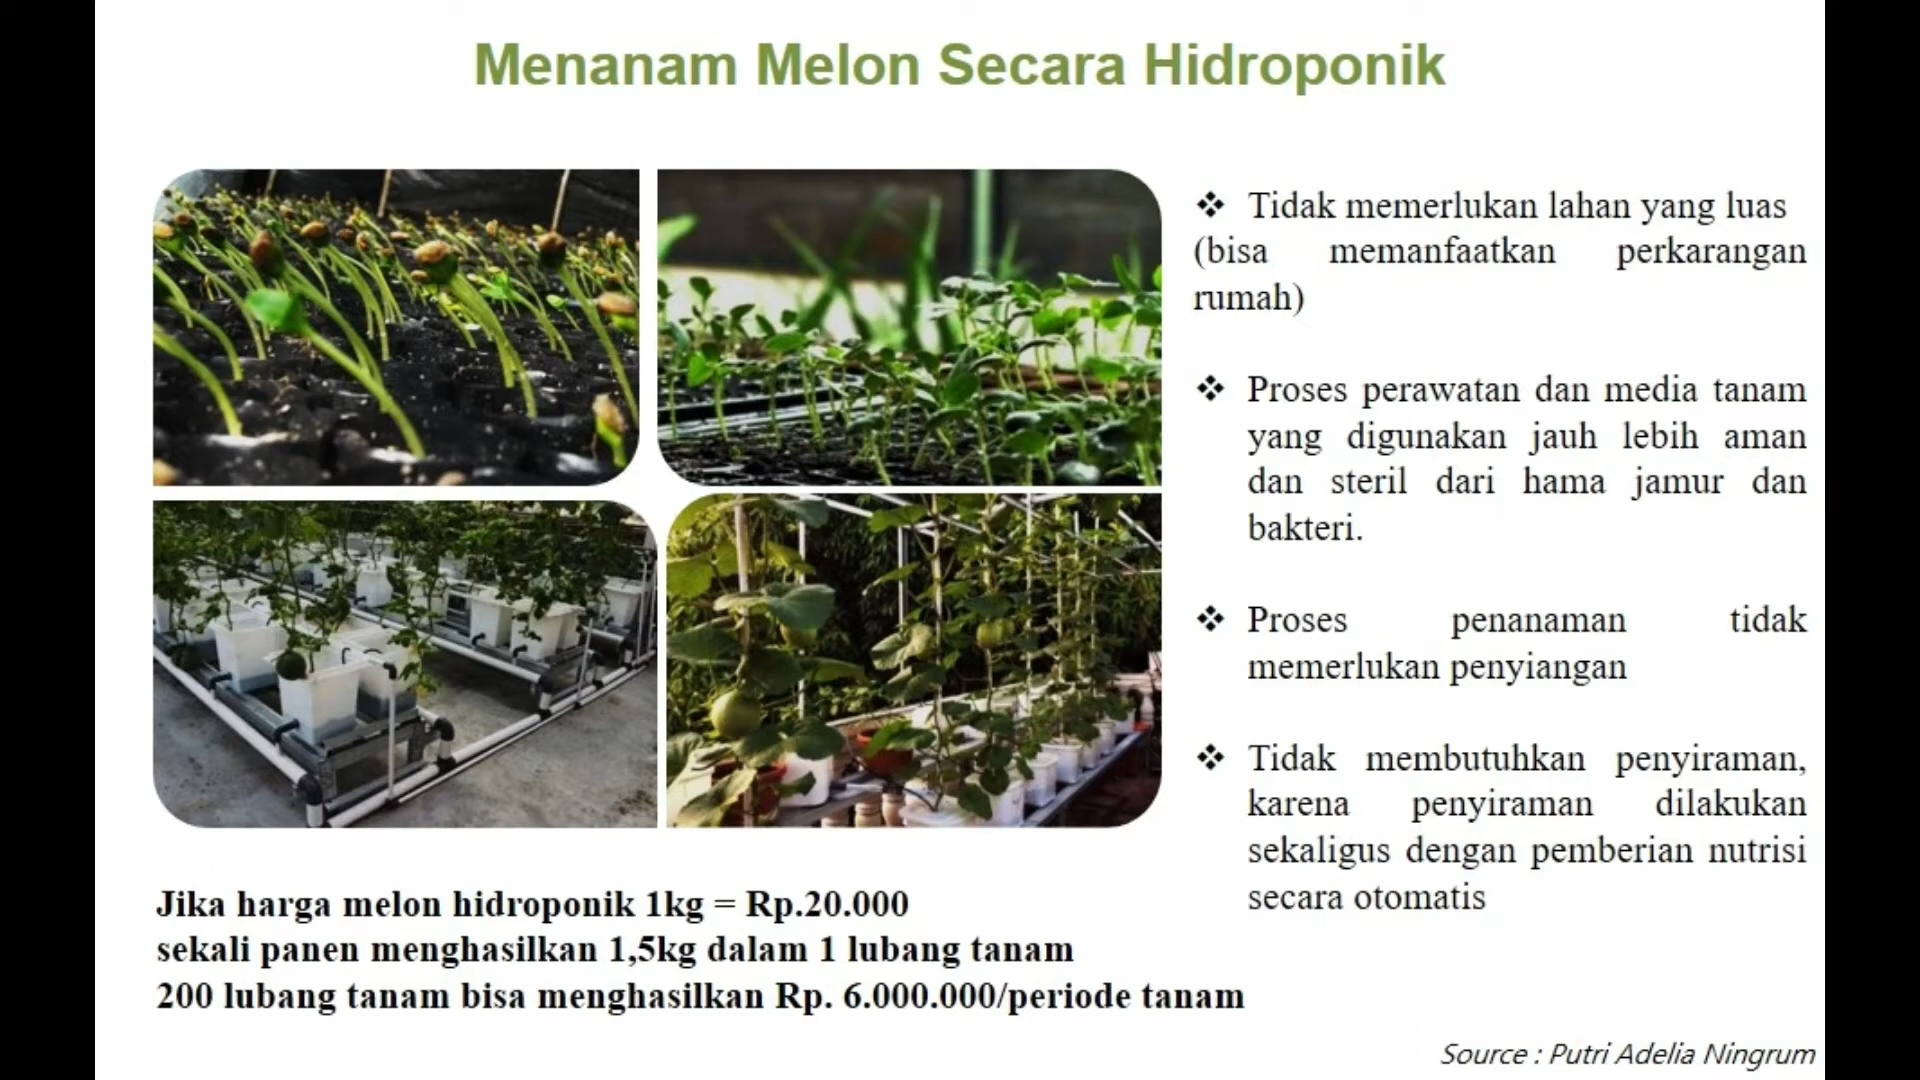 Menanam Melon Secara Hidroponik
❖ Tidak memerlukan lahan yang luas
(bisa memanfaatkan perkarangan
rumah)
❖ Proses perawatan dan media tanam
yang digunakan jauh lebih aman
dan steril dari hama jamur dan
bakteri.
❖ Proses penanaman tidak
memerlukan penyiangan
❖ Tidak membutuhkan penyiraman,
karena penyiraman dilakukan
sekaligus dengan pemberian nutrisi
secara otomatis
Jika harga melon hidroponik 1kg = Rp.20.000
sekali panen menghasilkan 1,5kg dalam 1 lubang tanam
200 lubang tanam bisa menghasilkan Rp. 6.000.000/periode tanam
Source : Putri Adelia Ningrum